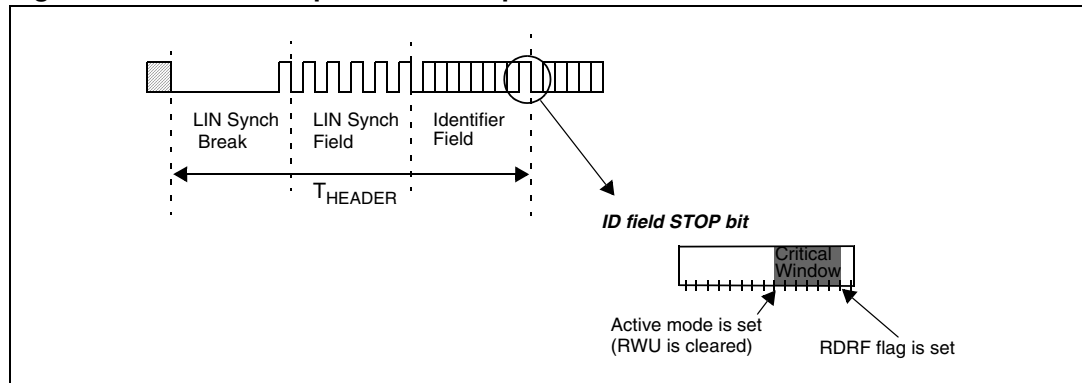 LIN Synch
Break
LIN Synch
Field
Identifier
Field
THEADER
ID field STOP bit
Critical
Window
Active mode is set
(RWU is cleared)
RDRF flag is set